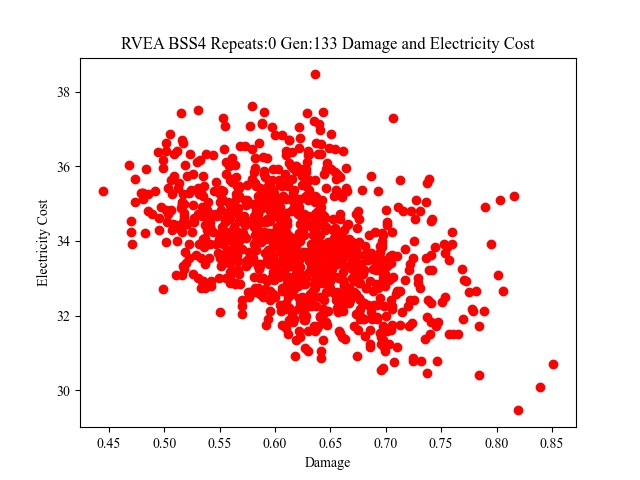 RVEA BSS4 Repeats:0 Gen:133 Damage and Electricity Cost
38
36
34
32
30
Electricity Cost
0.45 0.50 0.55 0.60 0.65 0.70 0.75 0.80 0.85
Damage